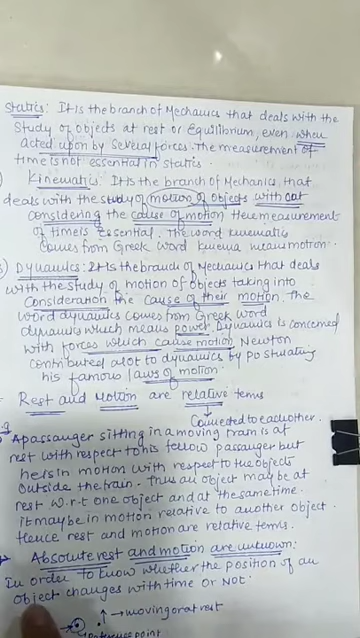 Statics: It is the branch of Mechanics that deals with the
study of objects at rest or Equilibrium, even when
acted upon by several forces. The measurement of
time is not essential in statics.
Kinematics: It is the branch of Mechanics that
deals with the study of motion of objects with out
considering the cause of motion Here measurements
of time is Essential. The word kinematic
comes from Greek word kinema means motion.
Dynamics: It is the branch of Mechanics that deals
with the study of motion of objects taking into
consideration the cause of their motion. The
word dynamics comes from Greek word
dynamis which means power. Dynamics is concerned
with forces which cause motion Newton
contributed a lot to dynamics by postulating
his famous laws of motion.
Rest and Motion are relative terms
Connected to each other.
A passanger sitting in a moving train is at
rest with respect to his fellow passanger but
he is in motion with respect to the objects
outside the train. Thus an object may be at
rest w.r.t one object and at the same time.
it may be in motion relative to another object.
Hence rest and motion are relative terms.
Absolute rest and motion are unknown:
In order to know whether the position of an
object changes with time or not.
→ moving or at rest
Reference point